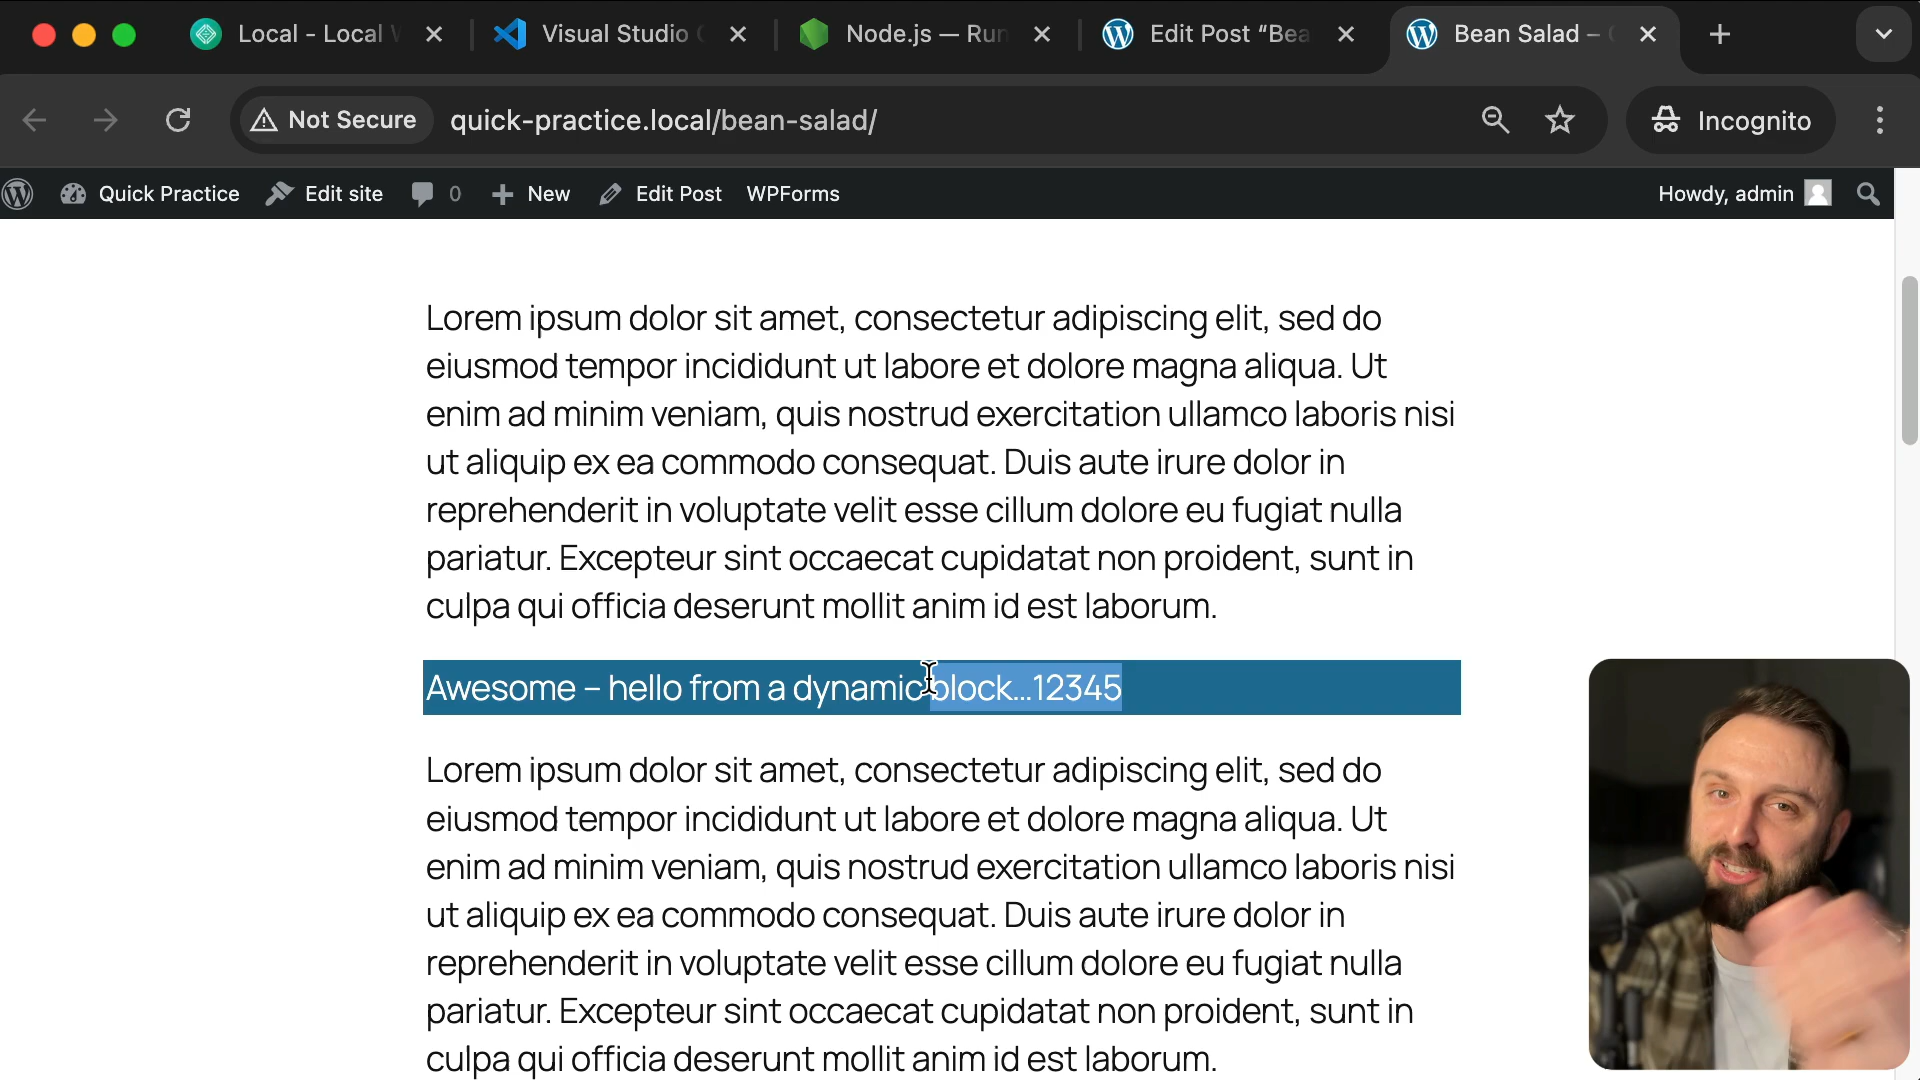 Local - Local
Visual Studio
Node.js — Run
Edit Post “Bea
Bean Salad –
Not Secure
quick-practice.local/bean-salad/
Incognito
Quick Practice
Edit site
0
New
Edit Post
WPForms
Howdy, admin
Lorem ipsum dolor sit amet, consectetur adipiscing elit, sed do
eiusmod tempor incididunt ut labore et dolore magna aliqua. Ut
enim ad minim veniam, quis nostrud exercitation ullamco laboris nisi
ut aliquip ex ea commodo consequat. Duis aute irure dolor in
reprehenderit in voluptate velit esse cillum dolore eu fugiat nulla
pariatur. Excepteur sint occaecat cupidatat non proident, sunt in
culpa qui officia deserunt mollit anim id est laborum.
Awesome – hello from a dynamic block...12345
Lorem ipsum dolor sit amet, consectetur adipiscing elit, sed do
eiusmod tempor incididunt ut labore et dolore magna aliqua. Ut
enim ad minim veniam, quis nostrud exercitation ullamco laboris nisi
ut aliquip ex ea commodo consequat. Duis aute irure dolor in
reprehenderit in voluptate velit esse cillum dolore eu fugiat nulla
pariatur. Excepteur sint occaecat cupidatat non proident, sunt in
culpa qui officia deserunt mollit anim id est laborum.